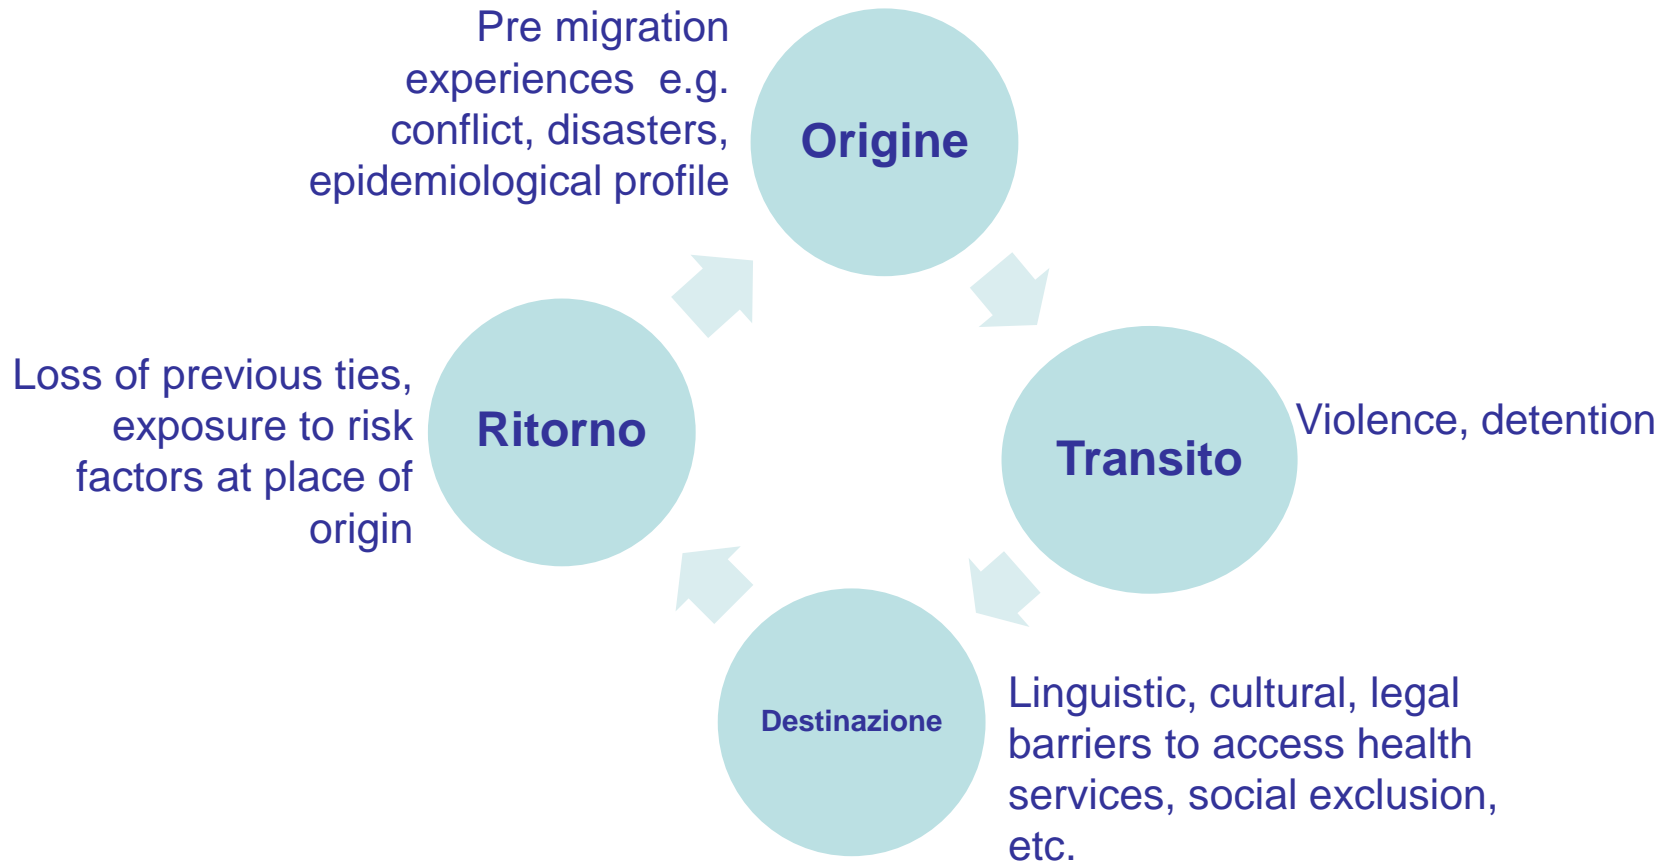 Pre migration
experiences e.g.
conflict, disasters,
epidemiological profile
Origine
Loss of previous ties,
exposure to risk
factors at place of
origin
Ritorno
Transito
Violence, detention
Destinazione
Linguistic, cultural, legal
barriers to access health
services, social exclusion,
etc.